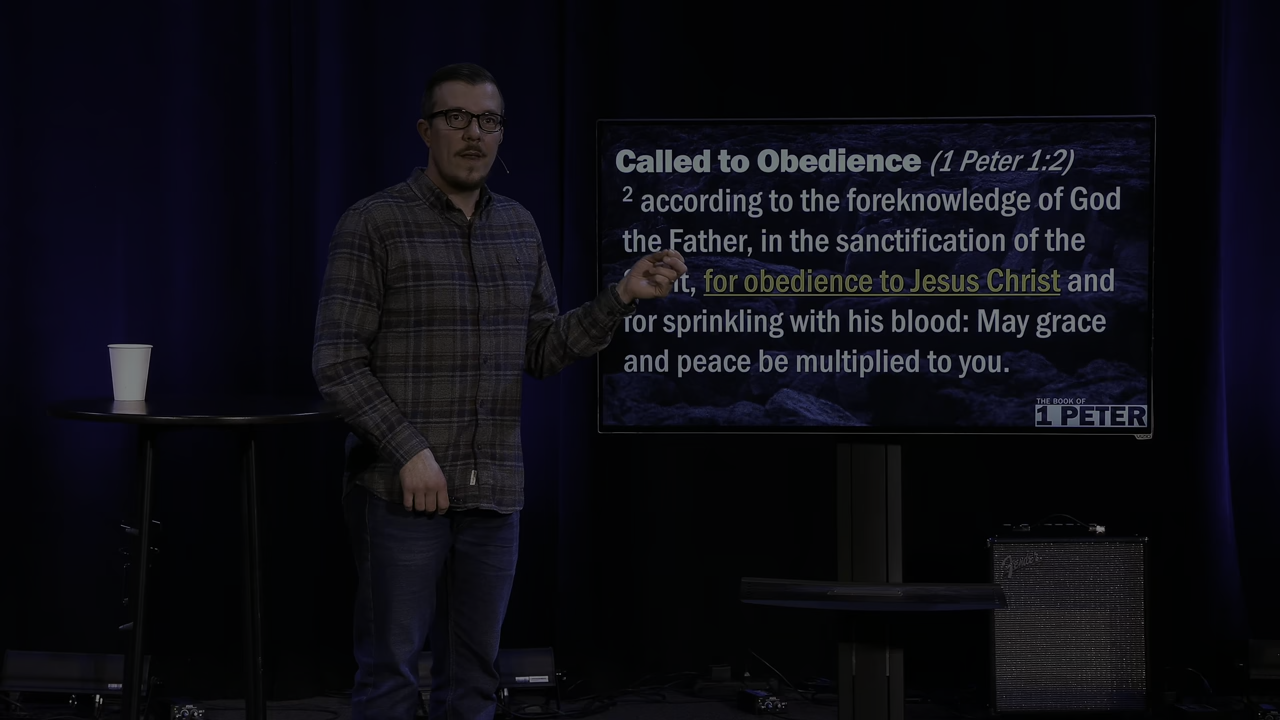 Called to Obedience (1 Peter 1:2)
2 according to the foreknowledge of God
the Father, in the sanctification of the
for obedience to Jesus Christ and
for sprinkling with his blood: May grace
and peace be multiplied to you.
THE BOOK OF
1 PETER
Fender